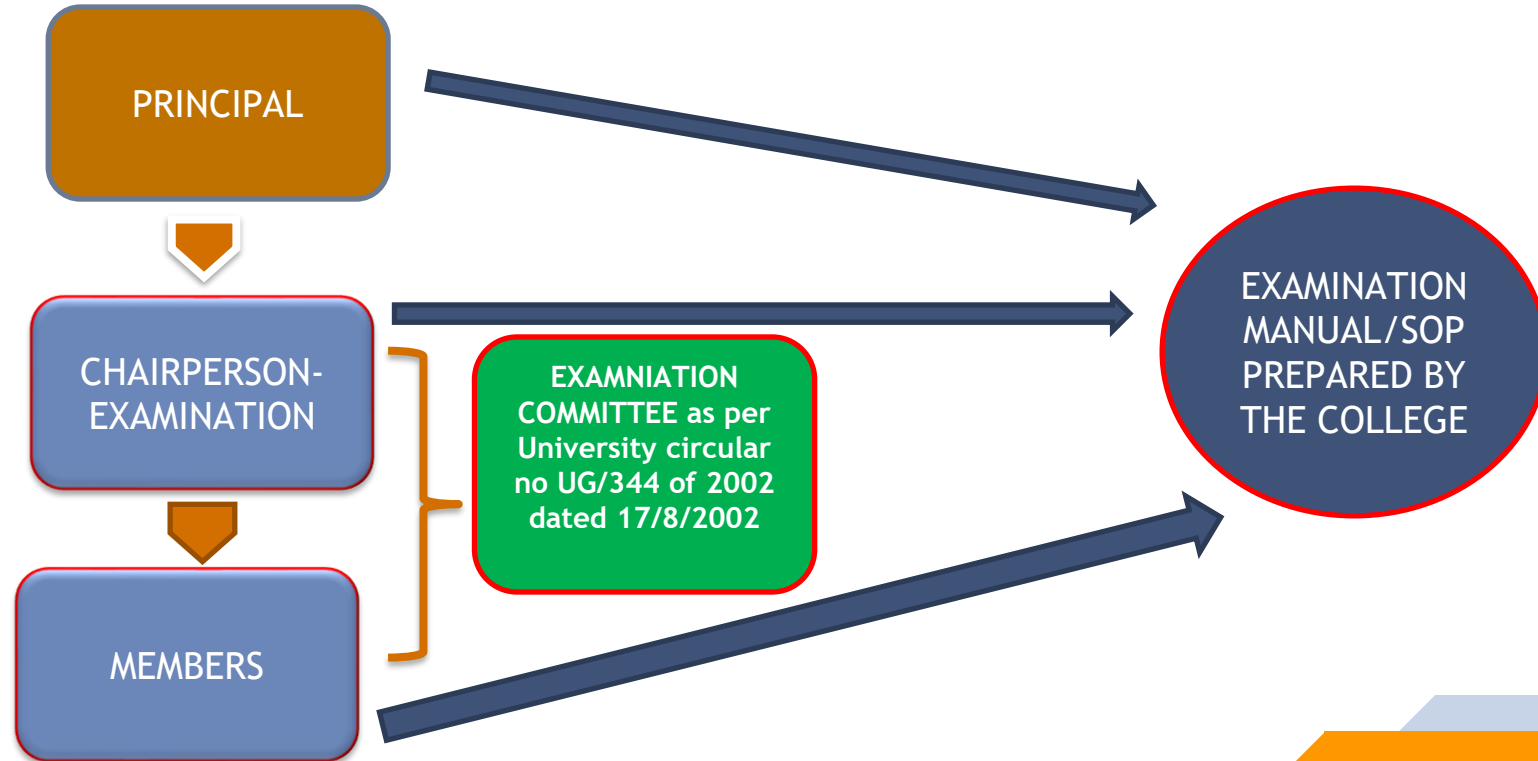 PRINCIPAL
CHAIRPERSON-
EXAMINATION
MEMBERS
EXAMNIATION
COMMITTEE as per
University circular
no UG/344 of 2002
dated 17/8/2002
EXAMINATION
MANUAL/SOP
PREPARED BY
THE COLLEGE